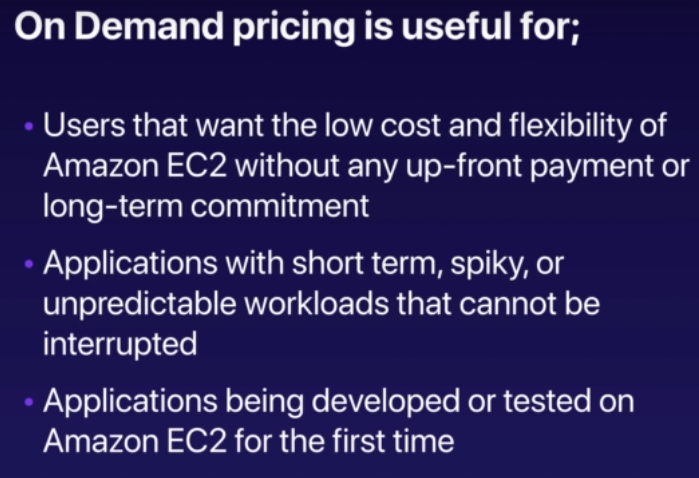 On Demand pricing is useful for;
• Users that want the low cost and flexibility of
Amazon EC2 without any up-front payment or
long-term commitment
• Applications with short term, spiky, or
unpredictable workloads that cannot be
interrupted
• Applications being developed or tested on
Amazon EC2 for the first time